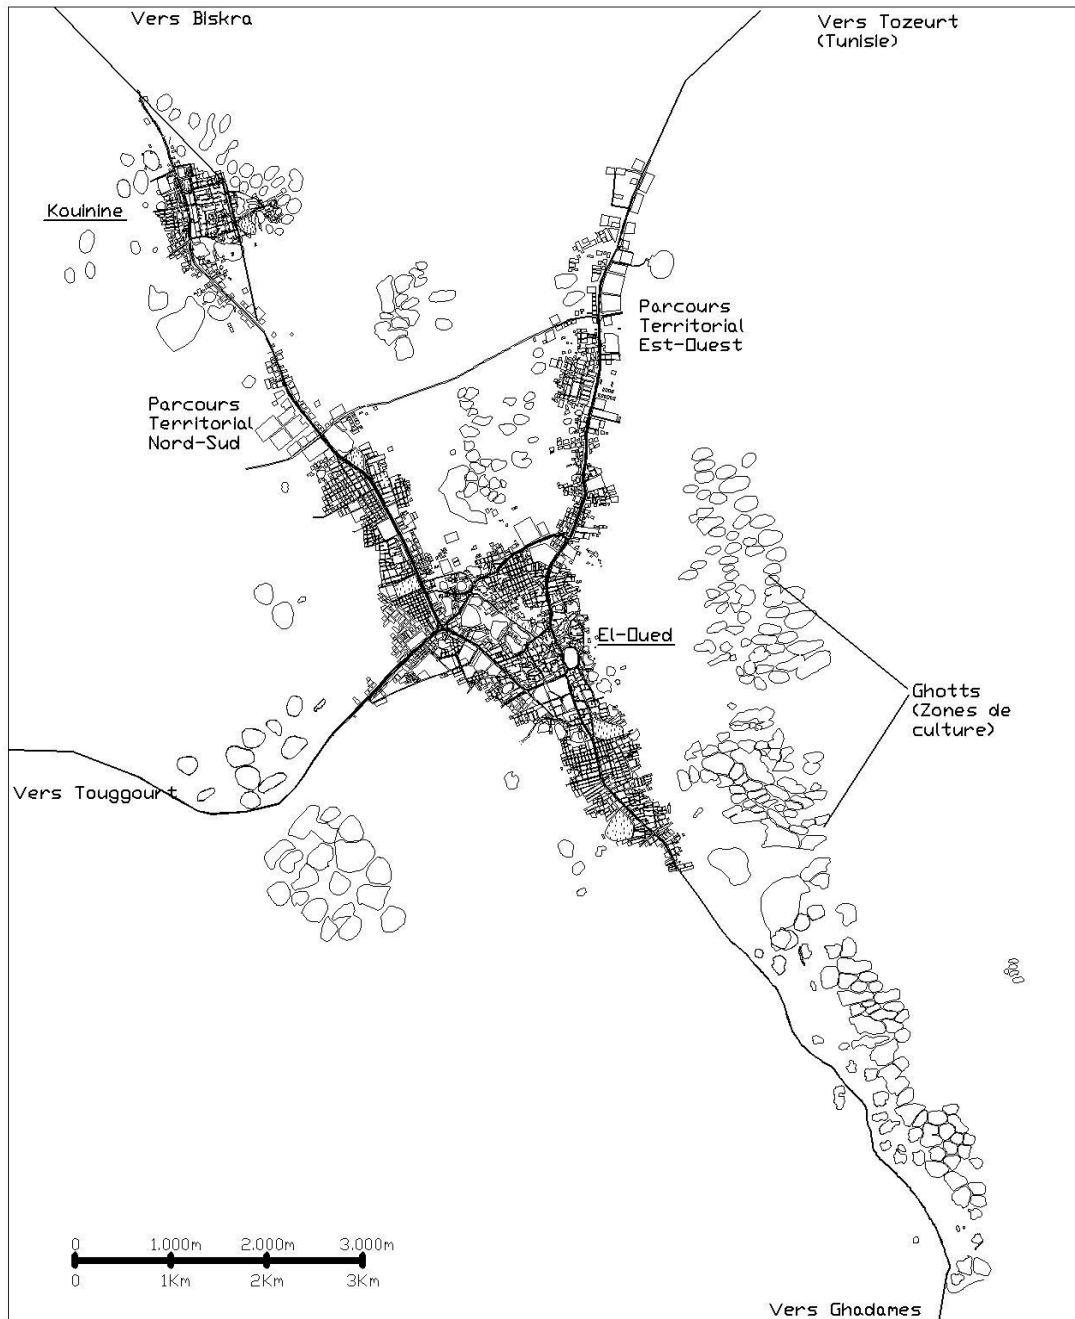 Vers Biskra
Vers Tozeurt
(Tunisie)
Kouinine
Parcours
Territorial
Est-Ouest
Parcours
Territorial
Nord-Sud
El-Oued
Ghotts
(Zones de
culture)
Vers Touggourt
0 1.000m 2.000m 3.000m
0 1Km 2Km 3Km
Vers Ghadames